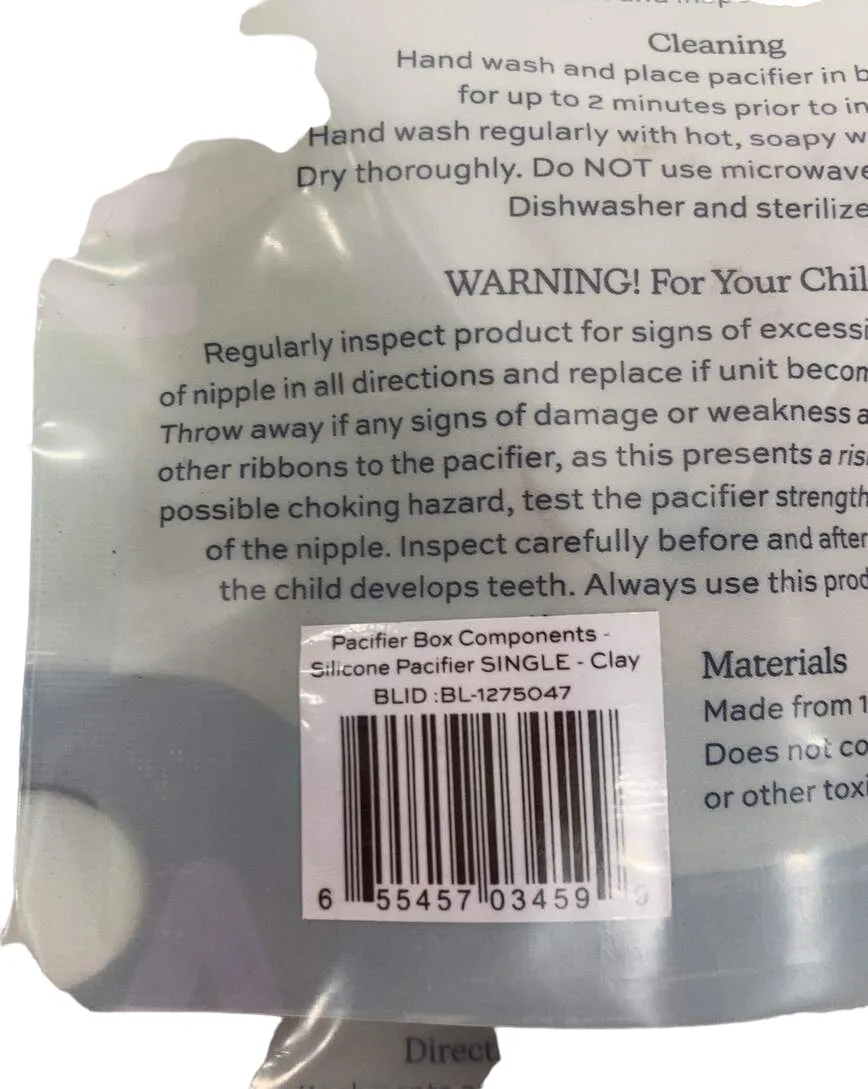 Cleaning
Hand wash and place pacifier in b
for up to 2 minutes prior to in
Hand wash regularly with hot, soapy w
Dry thoroughly. Do NOT use microwave
Dishwasher and sterilize
WARNING! For Your Chil
Regularly inspect product for signs of excessi
of nipple in all directions and replace if unit becom
Throw away if any signs of damage or weakness a
other ribbons to the pacifier, as this presents a ris
possible choking hazard, test the pacifier strength
of the nipple. Inspect carefully before and after
the child develops teeth. Always use this prod
Pacifier Box Components -
Silicone Pacifier SINGLE - Clay
BLID :BL-1275047
6 55457 03459 9
Materials
Made from 1
Does not co
or other toxi
Direct